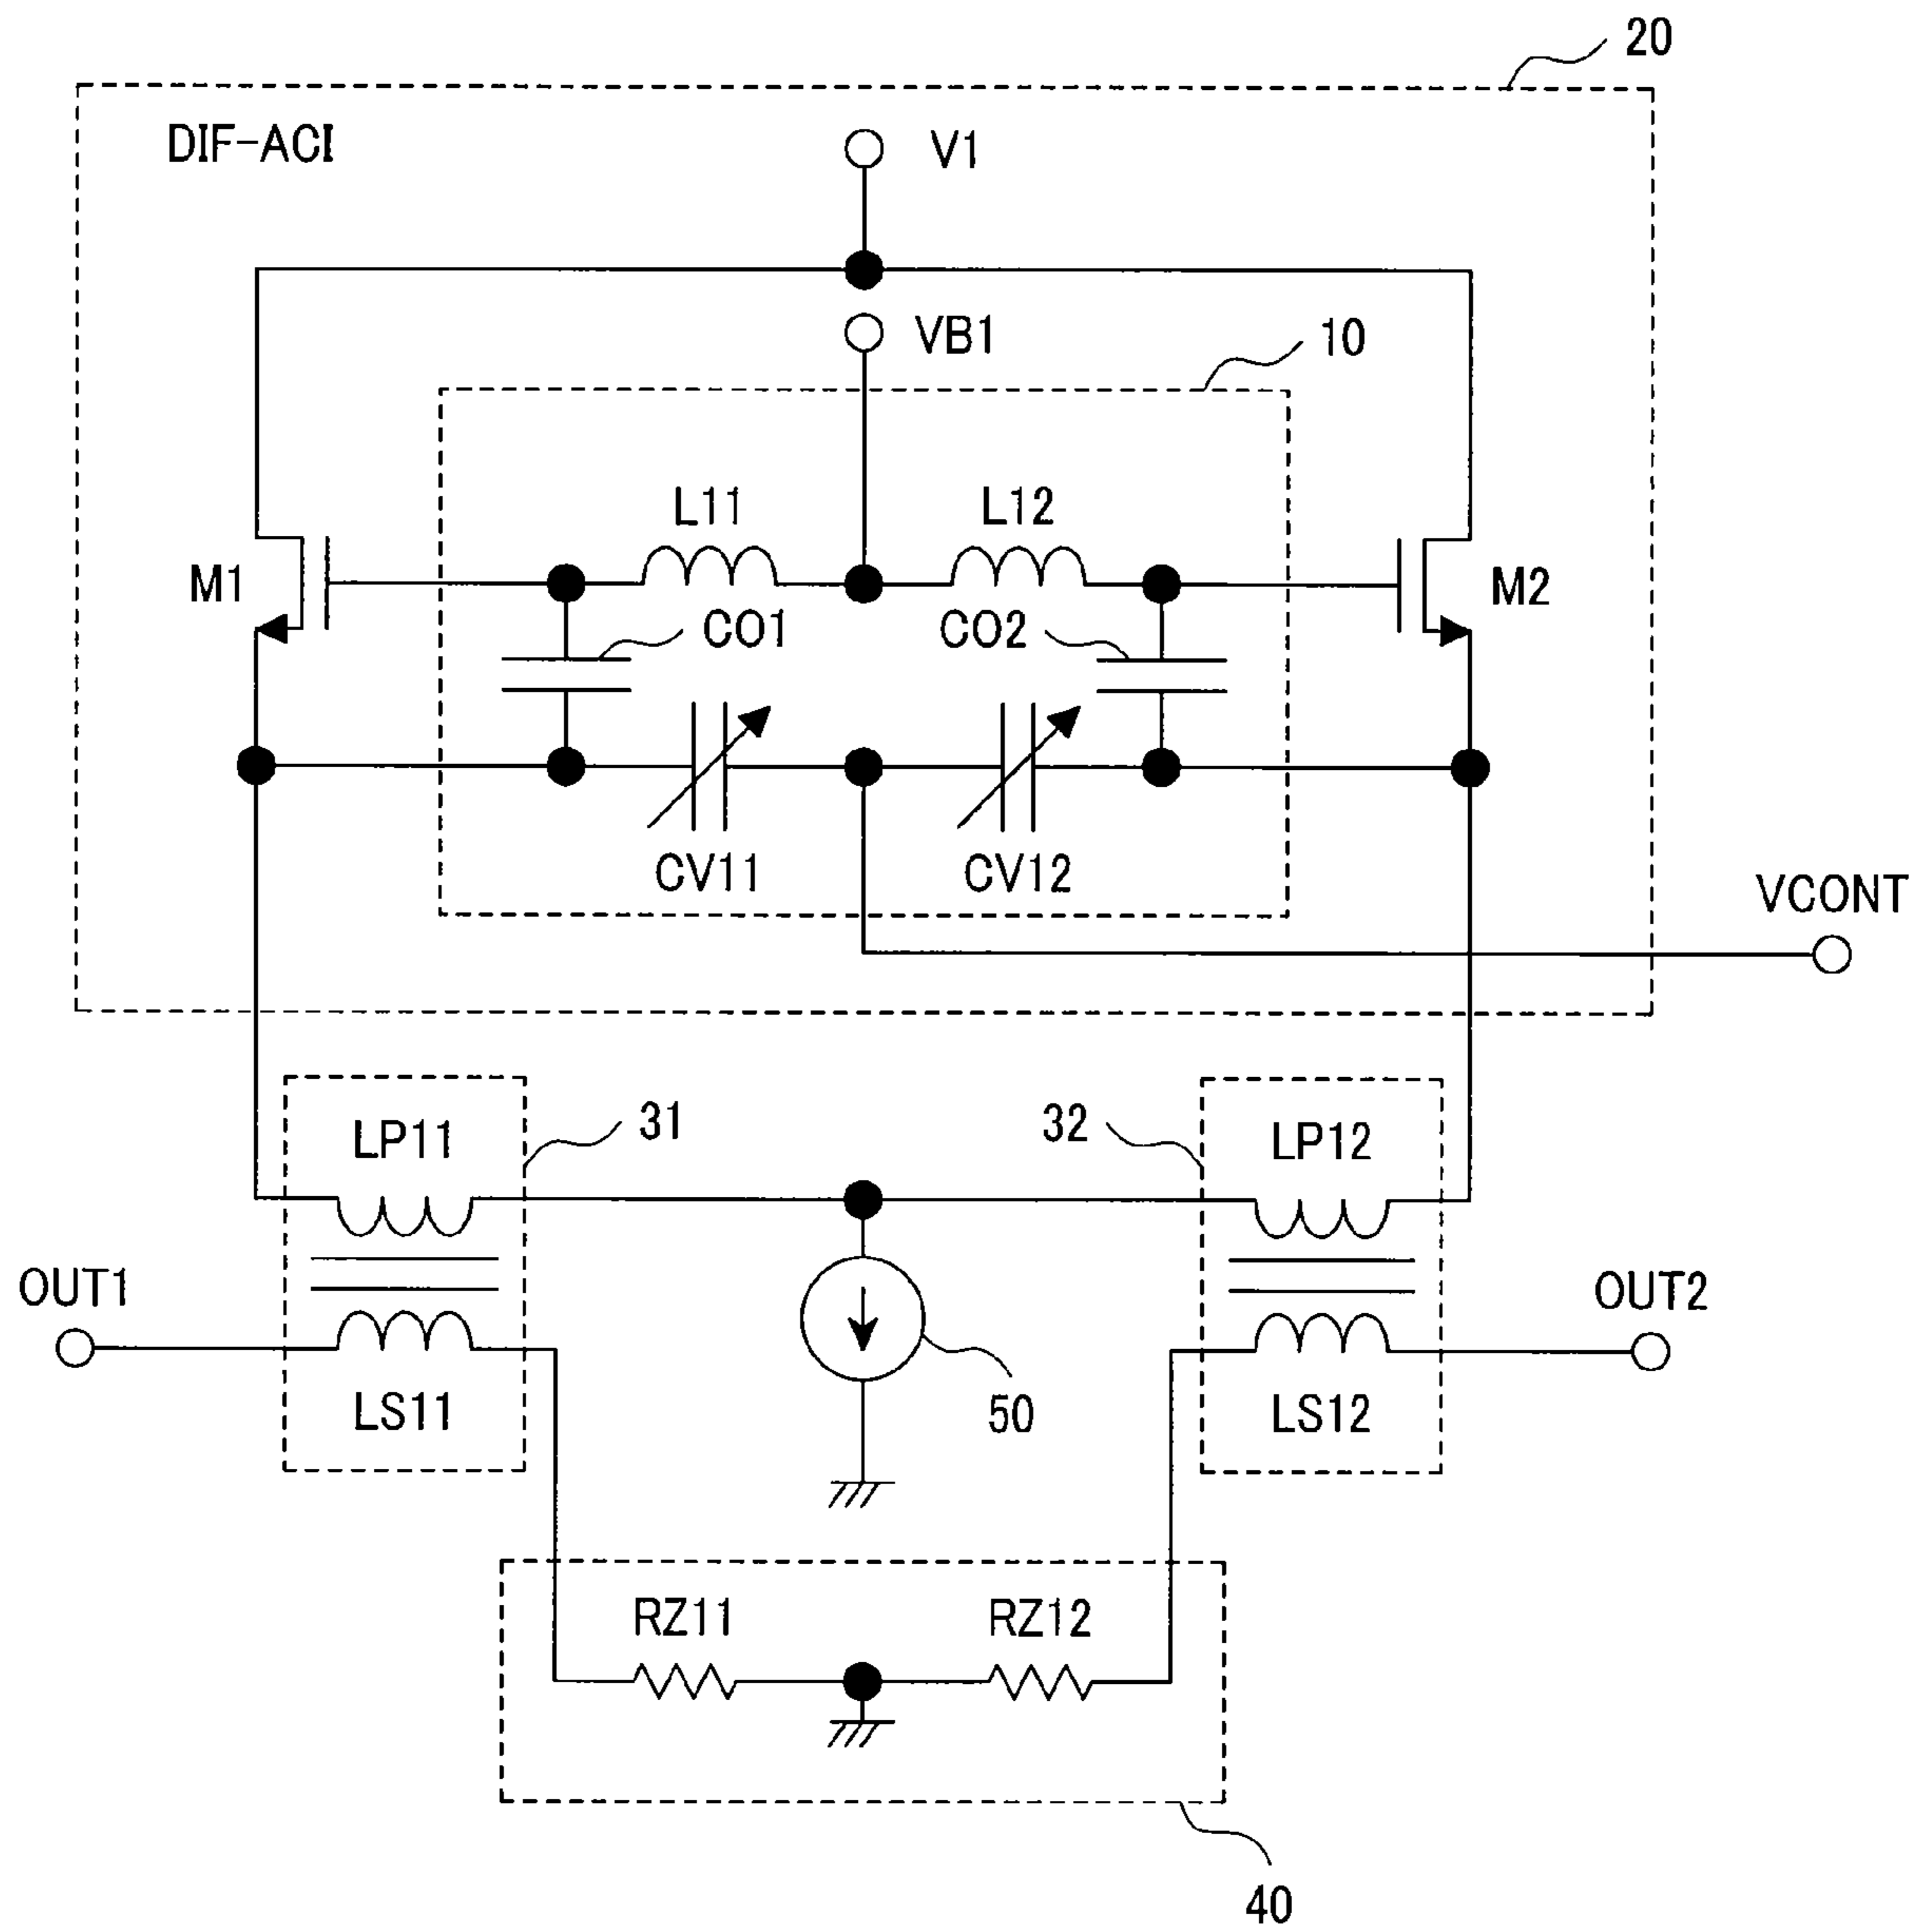 20
DIF-ACI
V1
VB1
10
L11
L12
M1
M2
CO1
CO2
CV11
CV12
VCONT
LP11
31
32
LP12
OUT1
OUT2
LS11
50
LS12
RZ11
RZ12
40